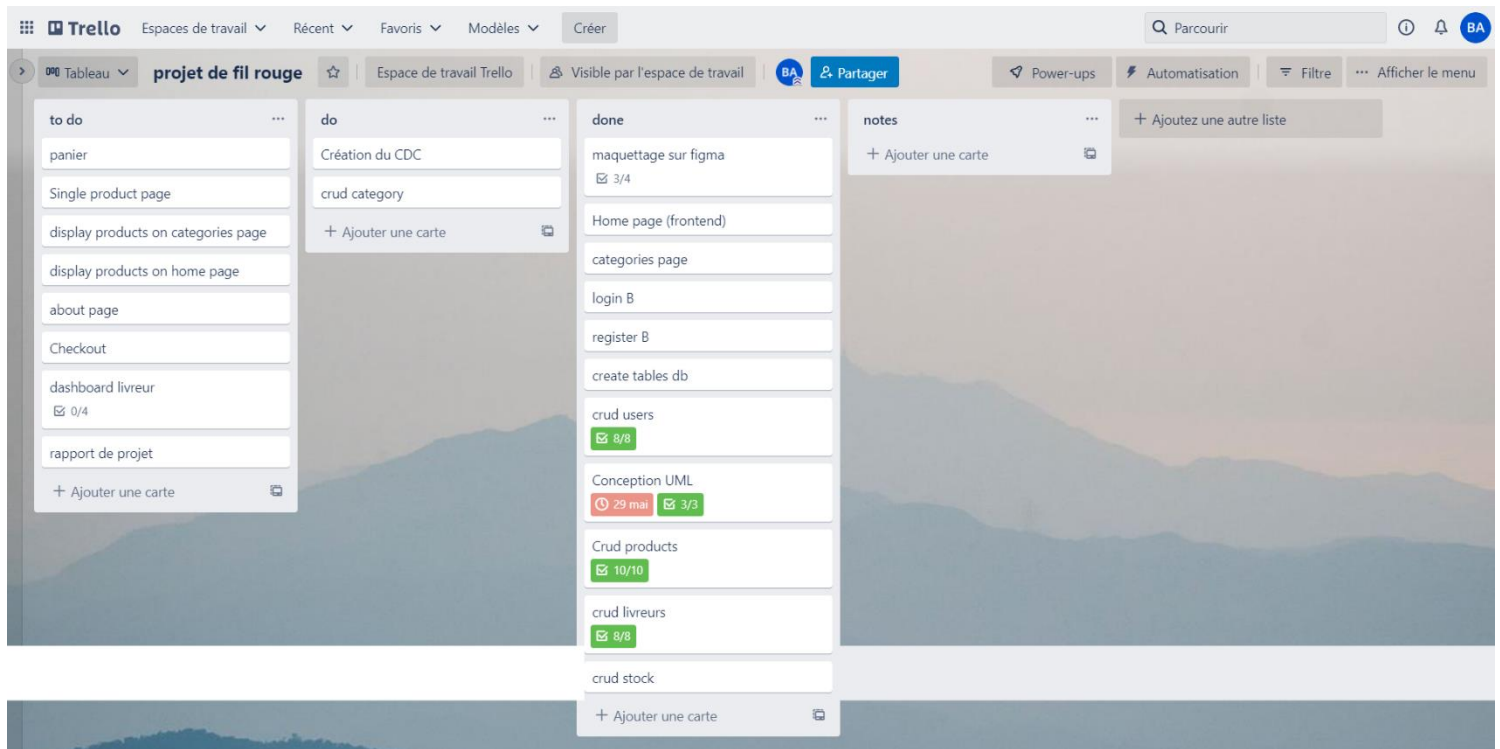 Trello Espaces de travail Récent Favoris Modèles Créer Parcourir BA
Tableau projet de fil rouge Espace de travail Trello Visible par l'espace de travail BA Partager Power-ups Automatisation Filtre ... Afficher le menu
to do
panier
Single product page
display products on categories page
display products on home page
about page
Checkout
dashboard livreur
0/4
rapport de projet
+ Ajouter une carte
do
Création du CDC
crud category
+ Ajouter une carte
done
maquettage sur figma
3/4
Home page (frontend)
categories page
login B
register B
create tables db
crud users
8/8
Conception UML
29 mai 3/3
Crud products
10/10
crud livreurs
8/8
crud stock
+ Ajouter une carte
notes
+ Ajouter une carte
+ Ajoutez une autre liste